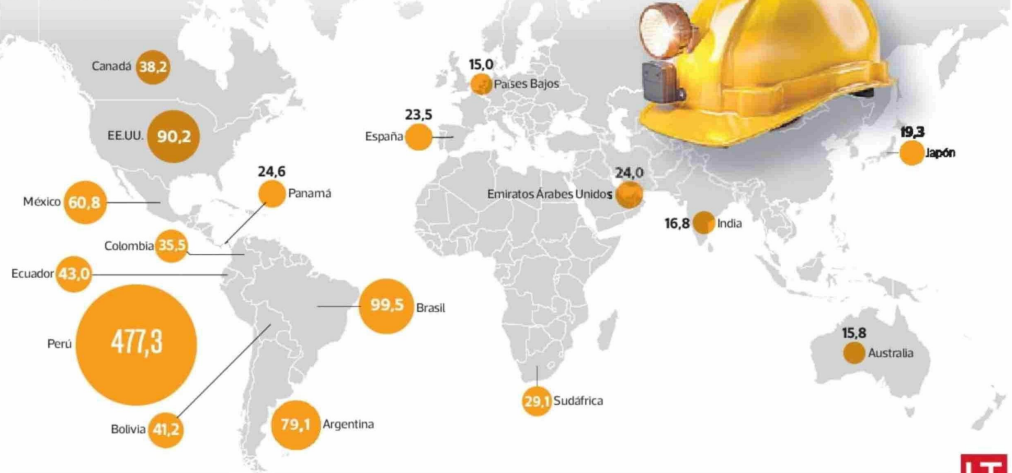 Canadá 38,2
EE.UU. 90,2
México 60,8
24,6
Panamá
Colombia 35,5
Ecuador 43,0
Perú 477,3
99,5 Brasil
Bolivia 41,2
79,1 Argentina
15,0
Países Bajos
23,5
España
24,0
Emiratos Árabes Unidos
16,8 India
19,3
Japón
29,1 Sudáfrica
15,8
Australia
LT